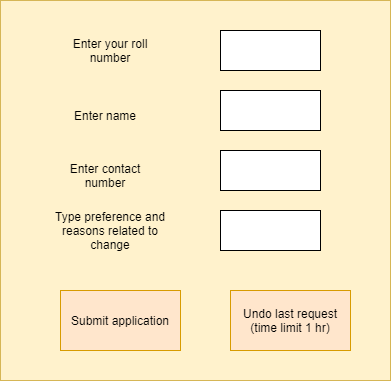 Enter your roll
number
Enter name
Enter contact
number
Type preference and
reasons related to
change
Submit application
Undo last request
(time limit 1 hr)